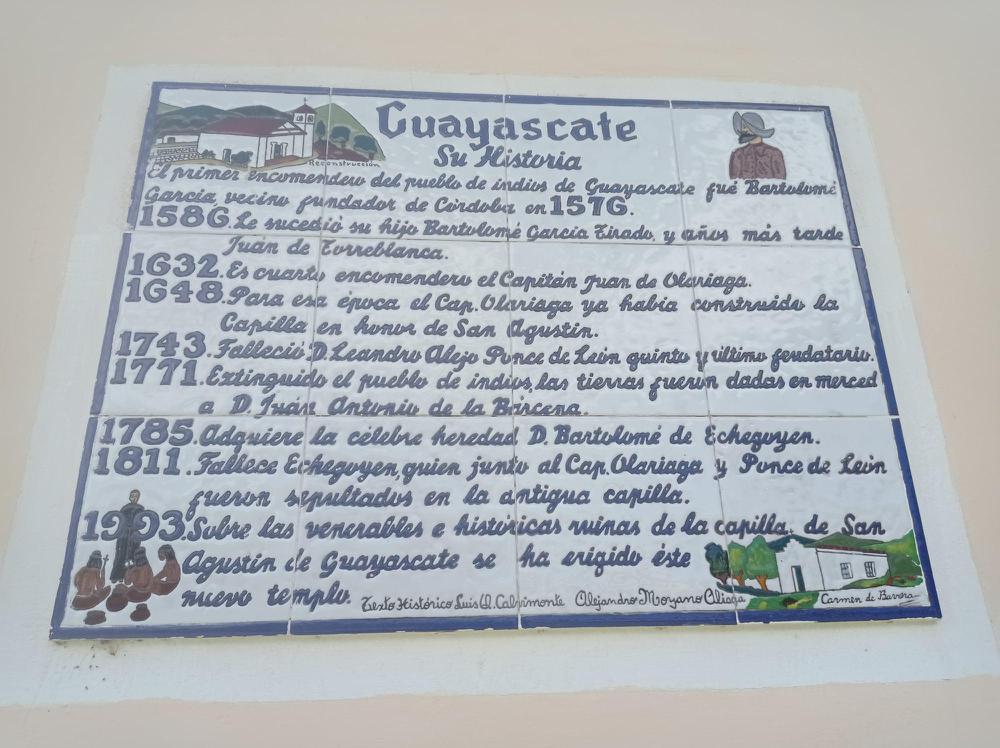 Guayascate
Su Historia
Reconstrucción
El primer encomendero del pueblo de indios de Guayascate fué Bartolomé
García, vecino fundador de Córdoba en 1576.
1586. Le sucedió su hijo Bartolomé García Tirado, y años más tarde
Juán de Torreblanca.
1632. Es cuarto encomendero el Capitán Juan de Olariaga.
1648. Para esa época el Cap. Olariaga ya había construido la
Capilla en honor de San Agustín.
1743. Falleció D. Leandro Alejo Ponce de León quinto y último feudatario.
1771. Extinguido el pueblo de indios, las tierras fueron dadas en merced
a D. Juán Antonio de la Bárcena.
1785. Adquiere la célebre heredad D. Bartolomé de Echegoyen.
1811. Fallece Echegoyen, quien junto al Cap. Olariaga y Ponce de León
fueron sepultados en la antigua capilla.
1993. Sobre las venerables e históricas ruinas de la capilla de San
Agustín de Guayascate se ha erigido éste
nuevo templo.
Texto Histórico Luis Q. Calvimonte Alejandro Moyano Aliaga
Carmen de Barrera